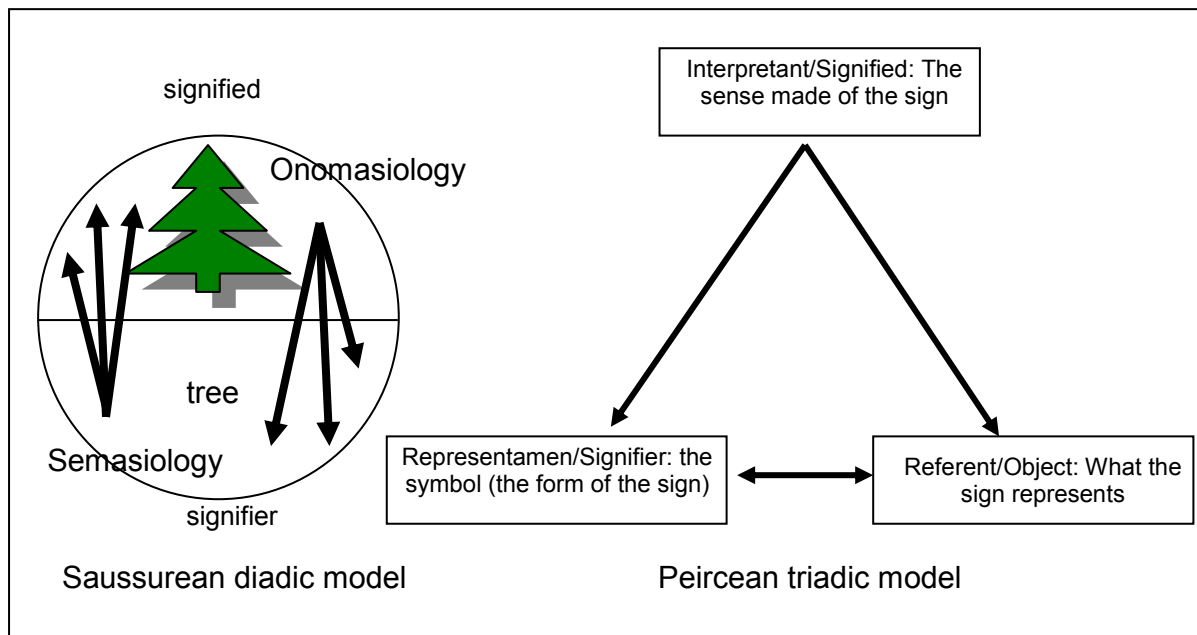 signified
Onomasiology
tree
Semasiology
signifier
Saussurean diadic model
Interpretant/Signified: The
sense made of the sign
Representamen/Signifier: the
symbol (the form of the sign)
Referent/Object: What the
sign represents
Peircean triadic model